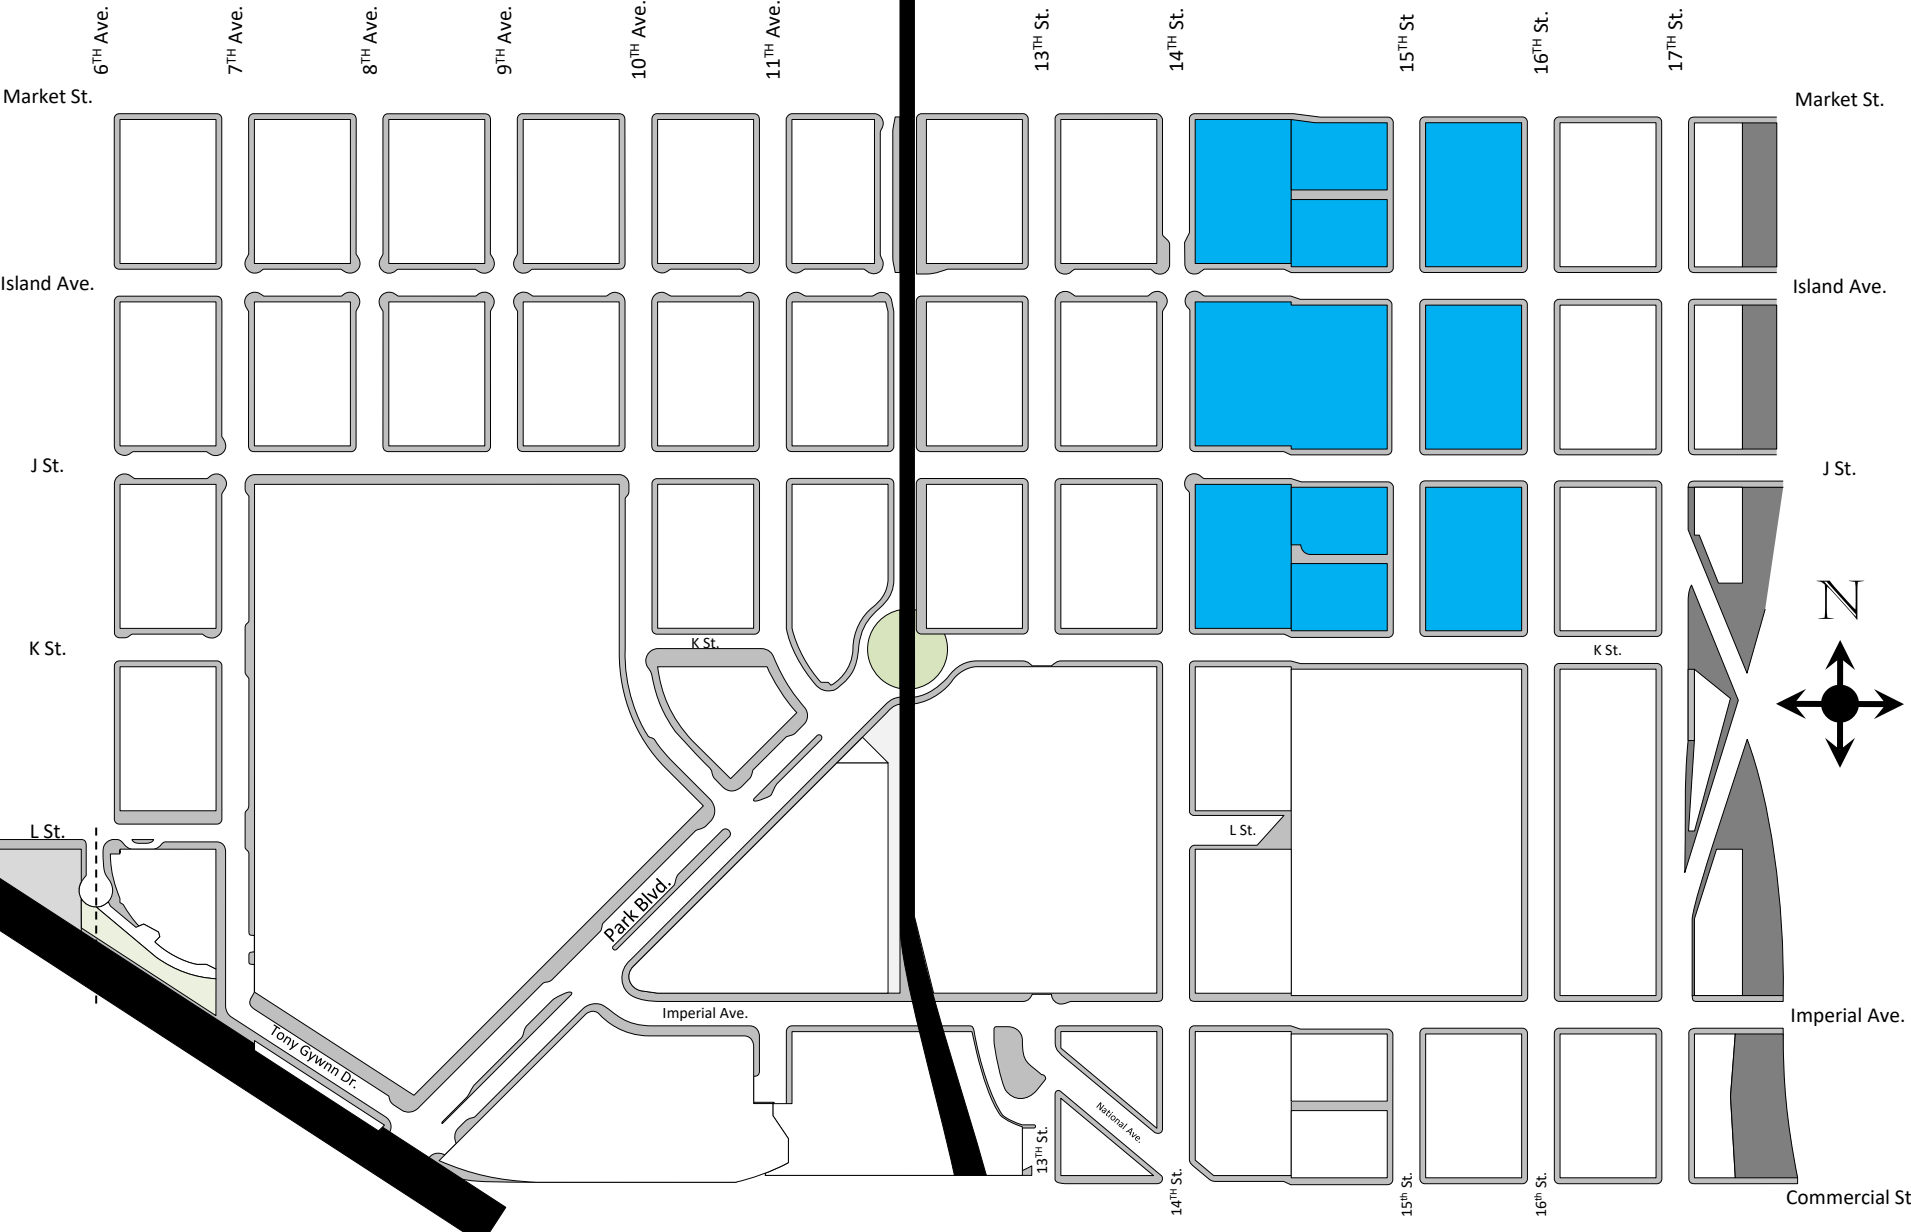 6TH Ave.
7TH Ave.
8TH Ave.
9TH Ave.
10TH Ave.
11TH Ave.
13TH St.
14TH St.
15TH St
16TH St.
17TH St.
Market St.
Market St.
Island Ave.
Island Ave.
J St.
J St.
N
K St.
K St.
K St.
L St.
L St.
Park Blvd.
Imperial Ave.
Imperial Ave.
Tony Gywnn Dr.
National Ave.
13TH St.
14TH St.
15th St.
16th St.
Commercial St